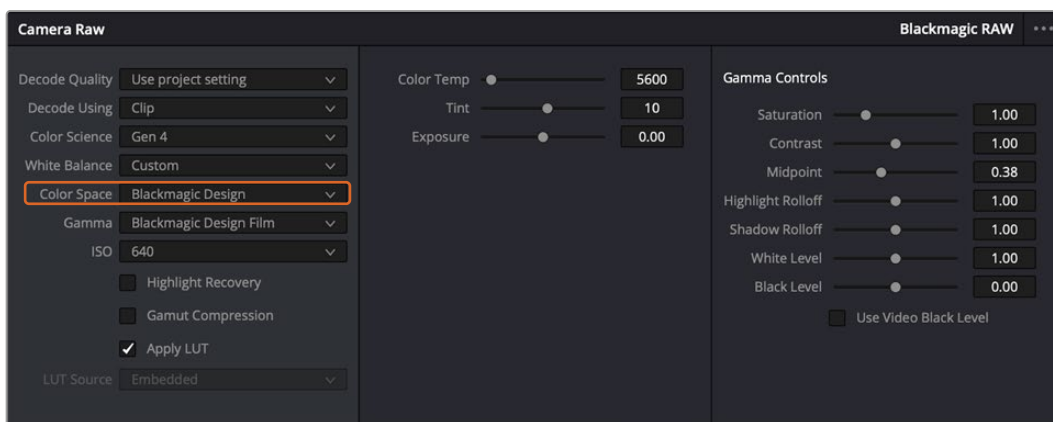 Camera Raw
Blackmagic RAW
Decode Quality Use project setting
Decode Using Clip
Color Science Gen 4
White Balance Custom
Color Space Blackmagic Design
Gamma Blackmagic Design Film
ISO 640
Highlight Recovery
Gamut Compression
Apply LUT
LUT Source Embedded
Color Temp 5600
Tint 10
Exposure 0.00
Gamma Controls
Saturation 1.00
Contrast 1.00
Midpoint 0.38
Highlight Rolloff 1.00
Shadow Rolloff 1.00
White Level 1.00
Black Level 0.00
Use Video Black Level